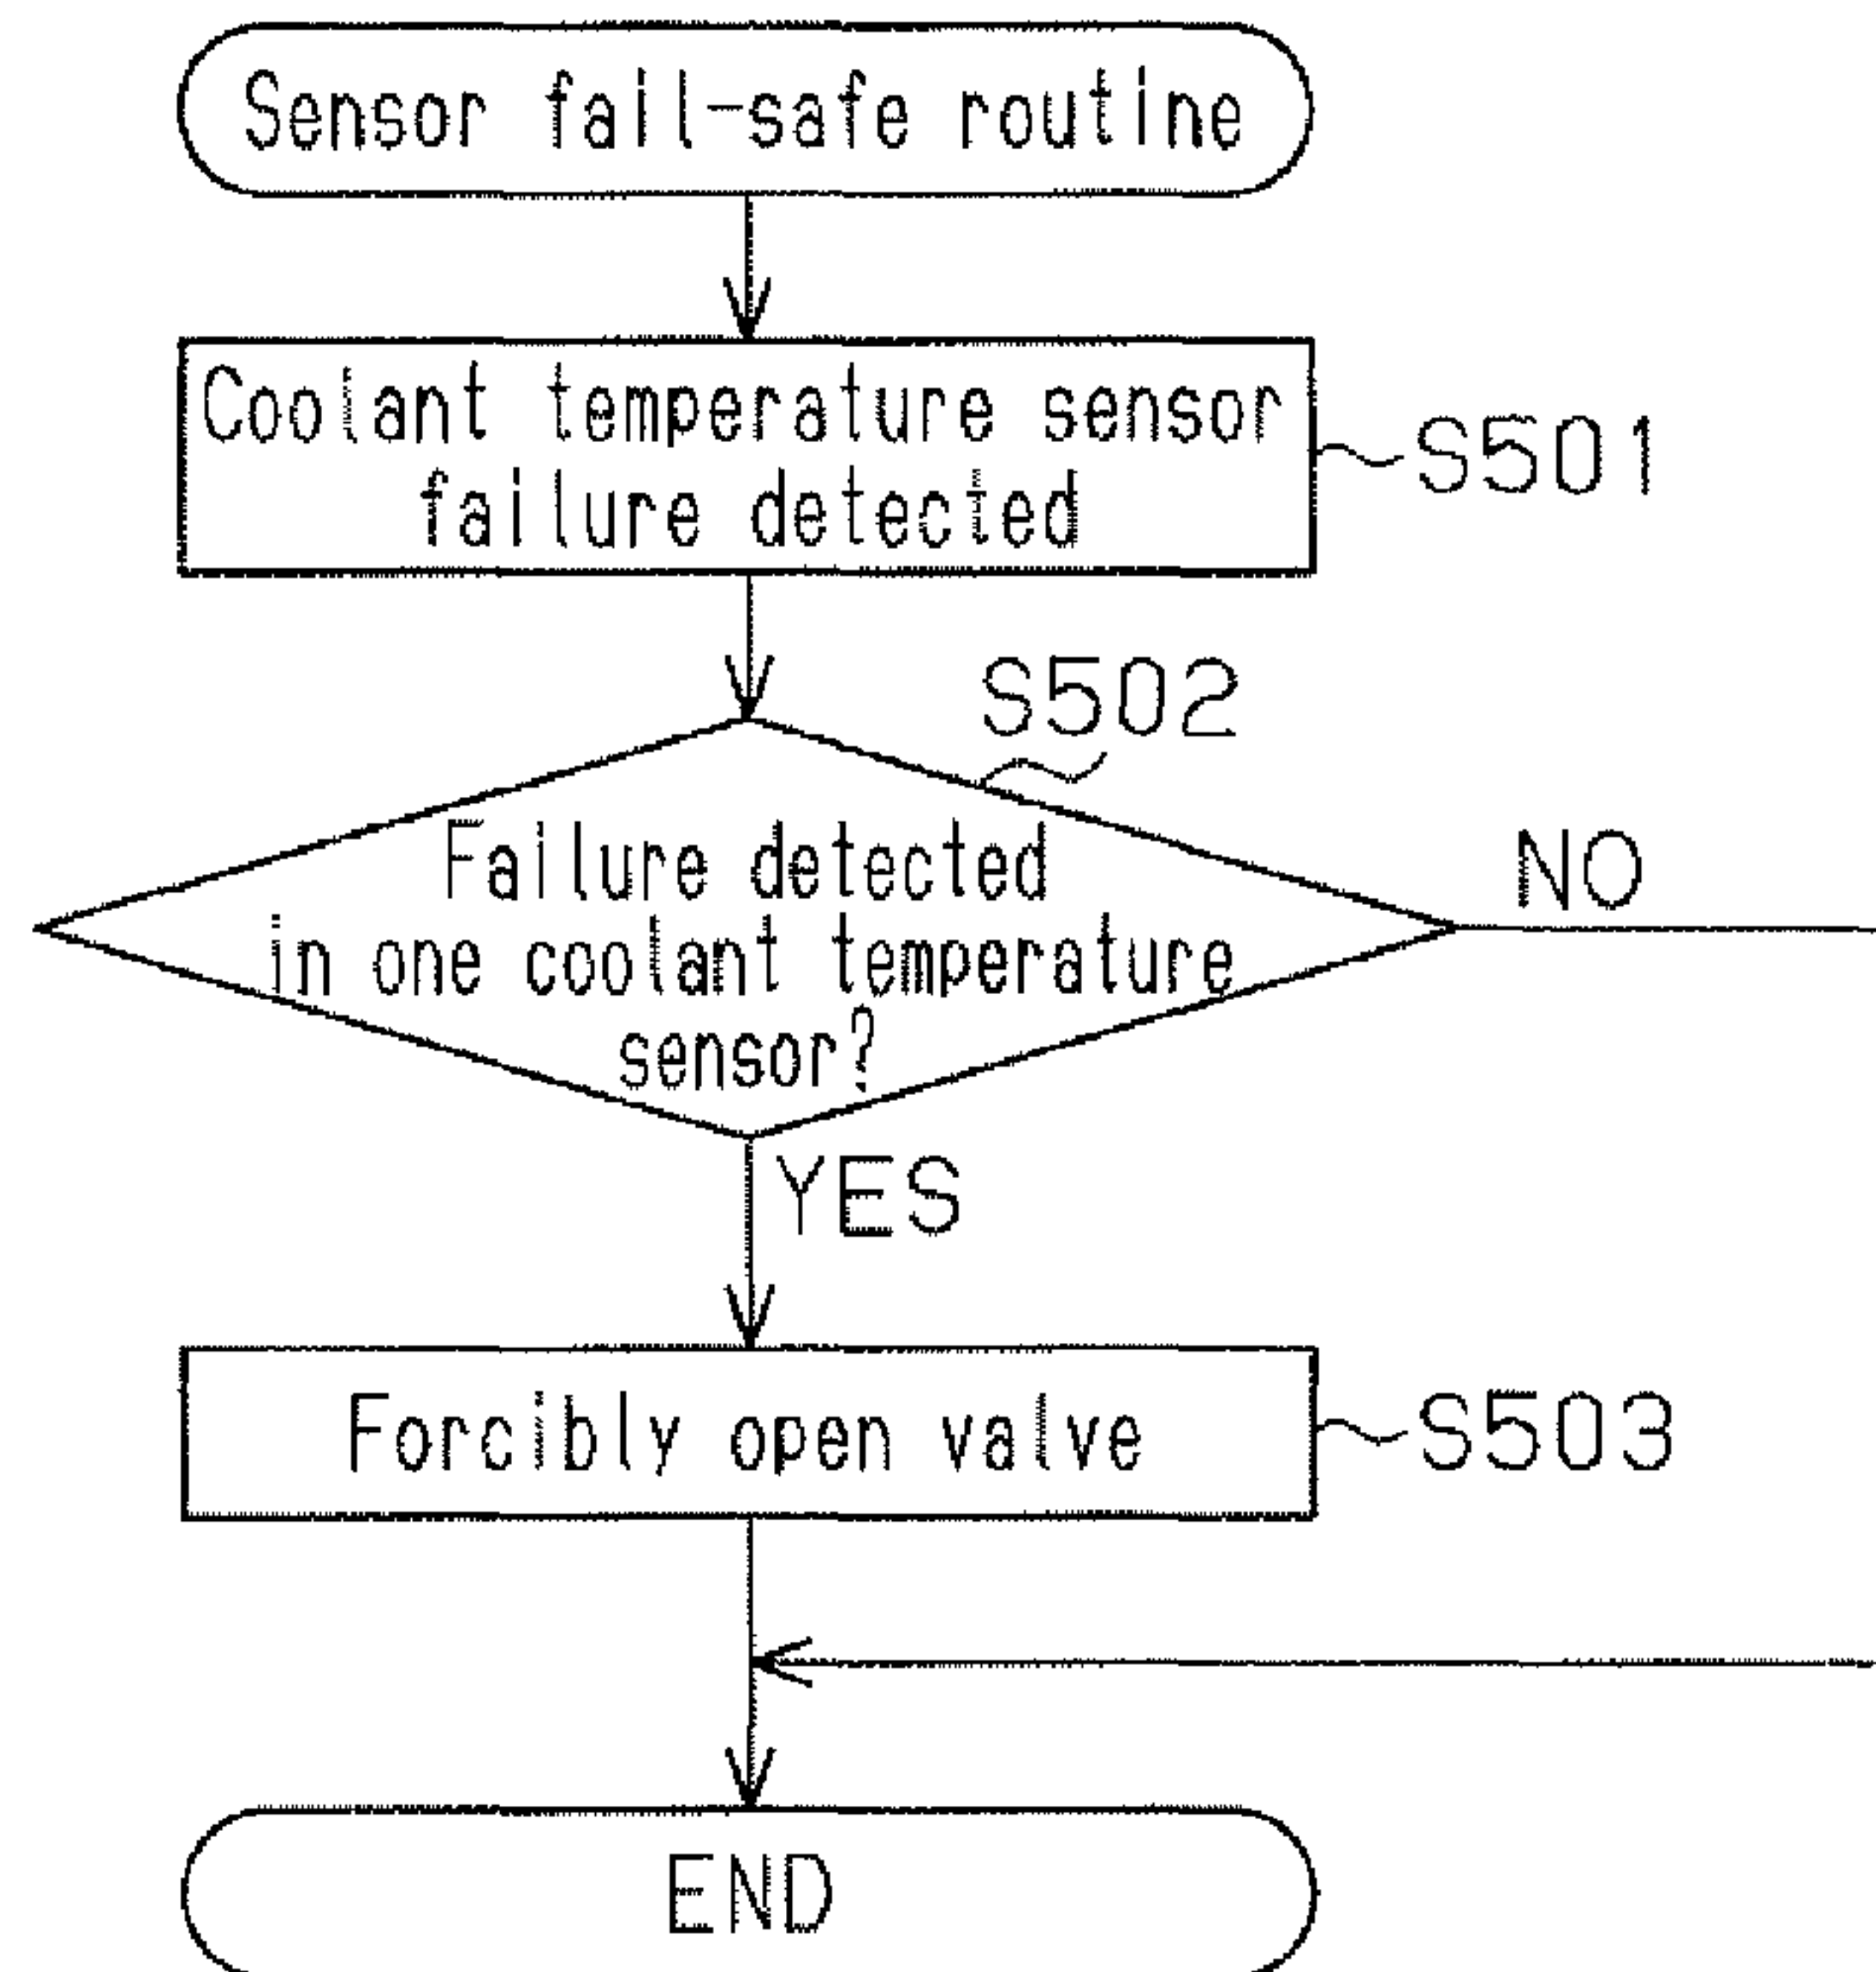 Sensor fail-safe routine
Coolant temperature sensor
failure detected
S501
S502
Failure detected
in one coolant temperature
sensor?
NO
YES
Forcibly open valve
S503
END